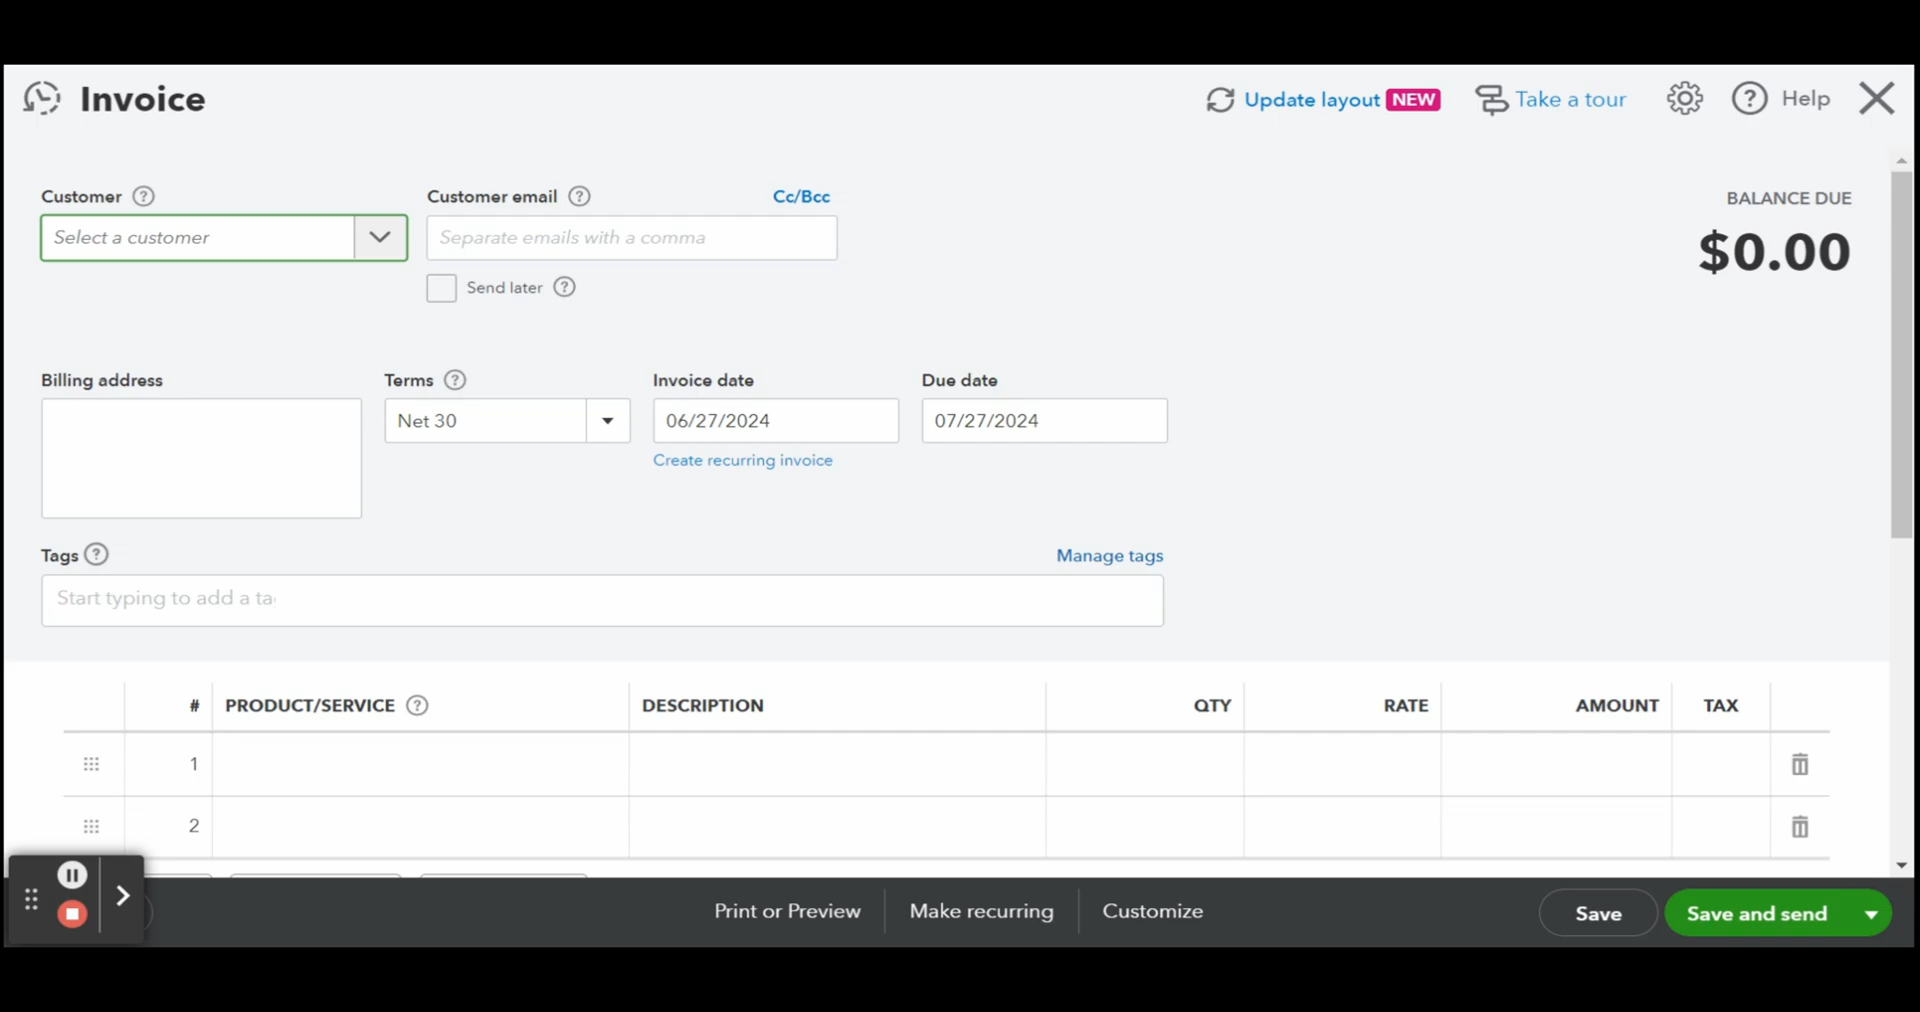 Invoice
Update layout NEW
Take a tour
Help
Customer
Customer email
Cc/Bcc
BALANCE DUE
Select a customer
Separate emails with a comma
$0.00
Send later
Billing address
Terms
Invoice date
Due date
Net 30
06/27/2024
07/27/2024
Create recurring invoice
Tags
Manage tags
Start typing to add a ta
# PRODUCT/SERVICE DESCRIPTION QTY RATE AMOUNT TAX
1
2
Print or Preview
Make recurring
Customize
Save
Save and send